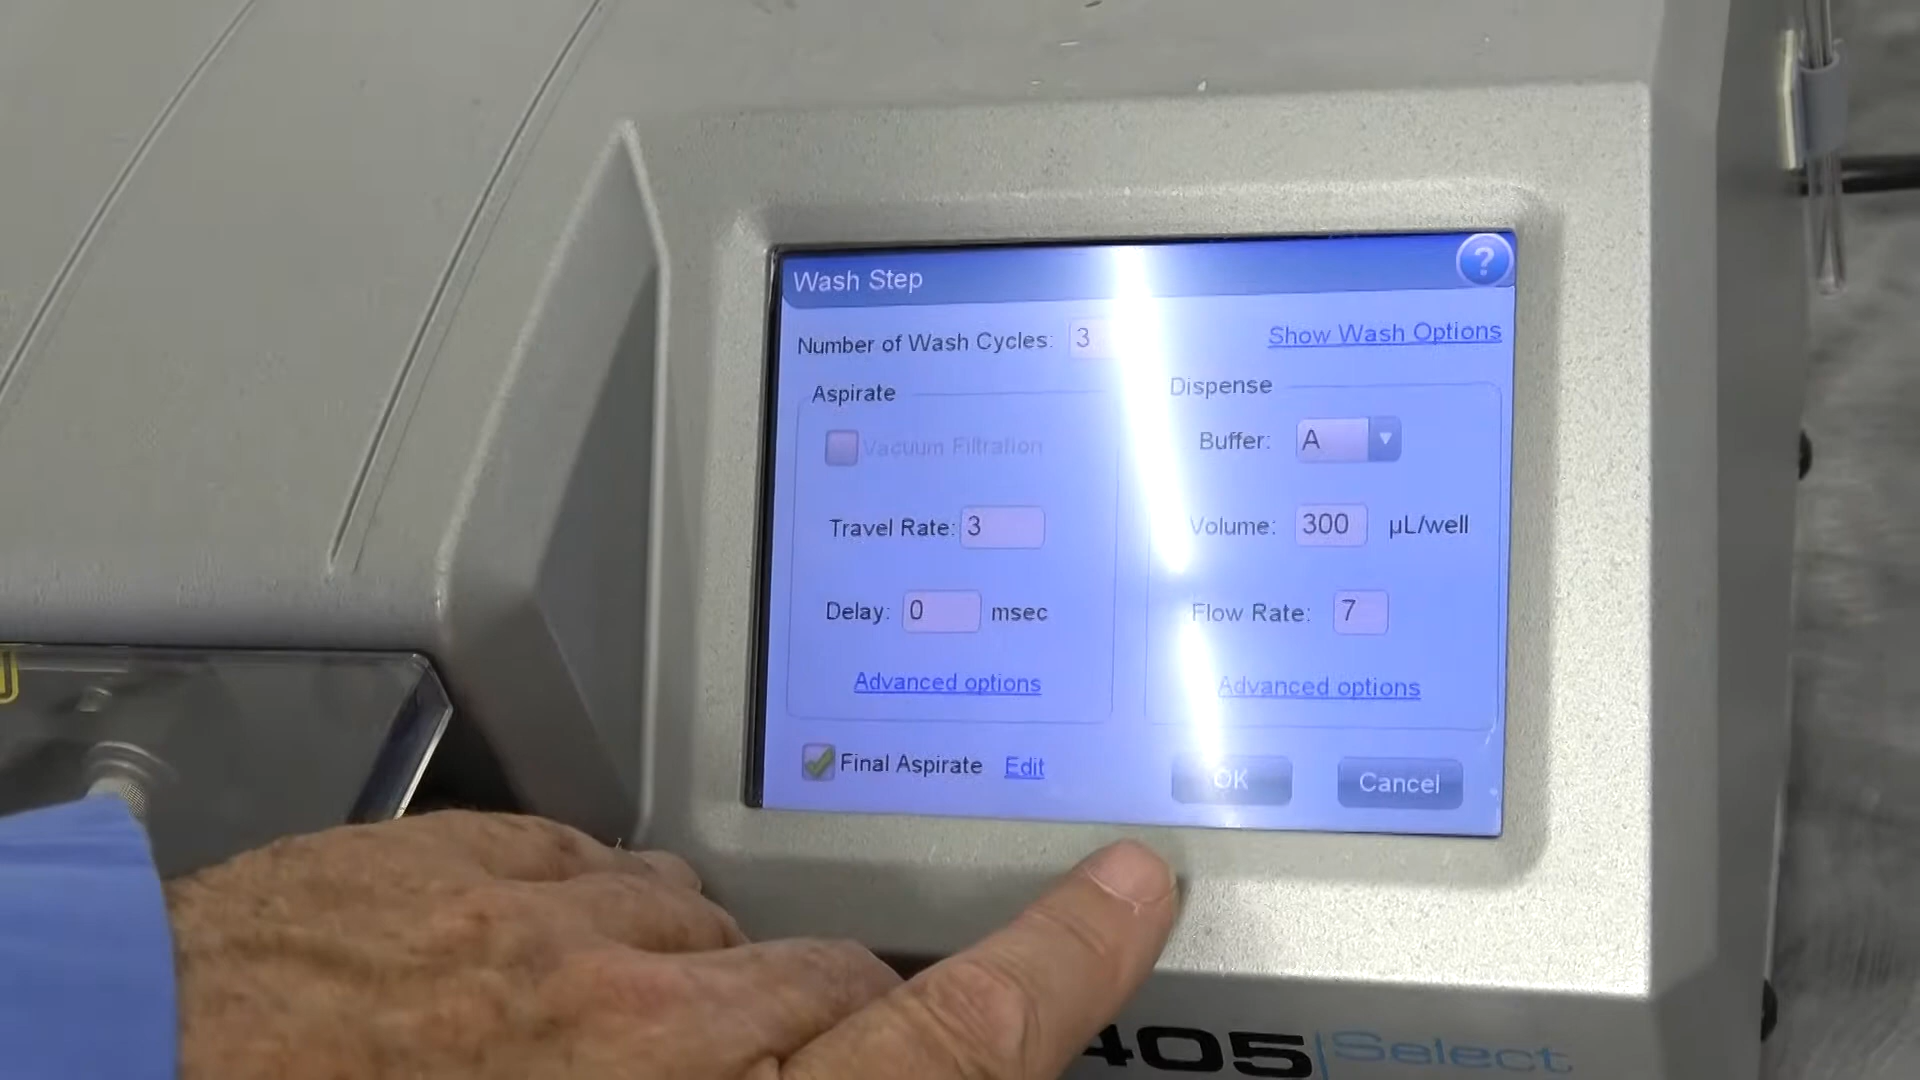 Wash Step
?
Number of Wash Cycles: 3
Show Wash Options
Aspirate
Vacuum Filtration
Travel Rate: 3
Delay: 0 msec
Advanced options
Dispense
Buffer: A
Volume: 300 µL/well
Flow Rate: 7
Advanced options
Final Aspirate Edit
OK
Cancel
405 Select